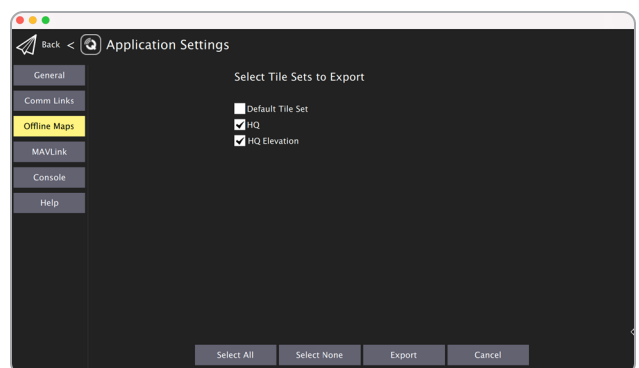 Back < Application Settings
General
Comm Links
Offline Maps
MAVLink
Console
Help
Select Tile Sets to Export
Default Tile Set
HQ
HQ Elevation
Select All Select None Export Cancel